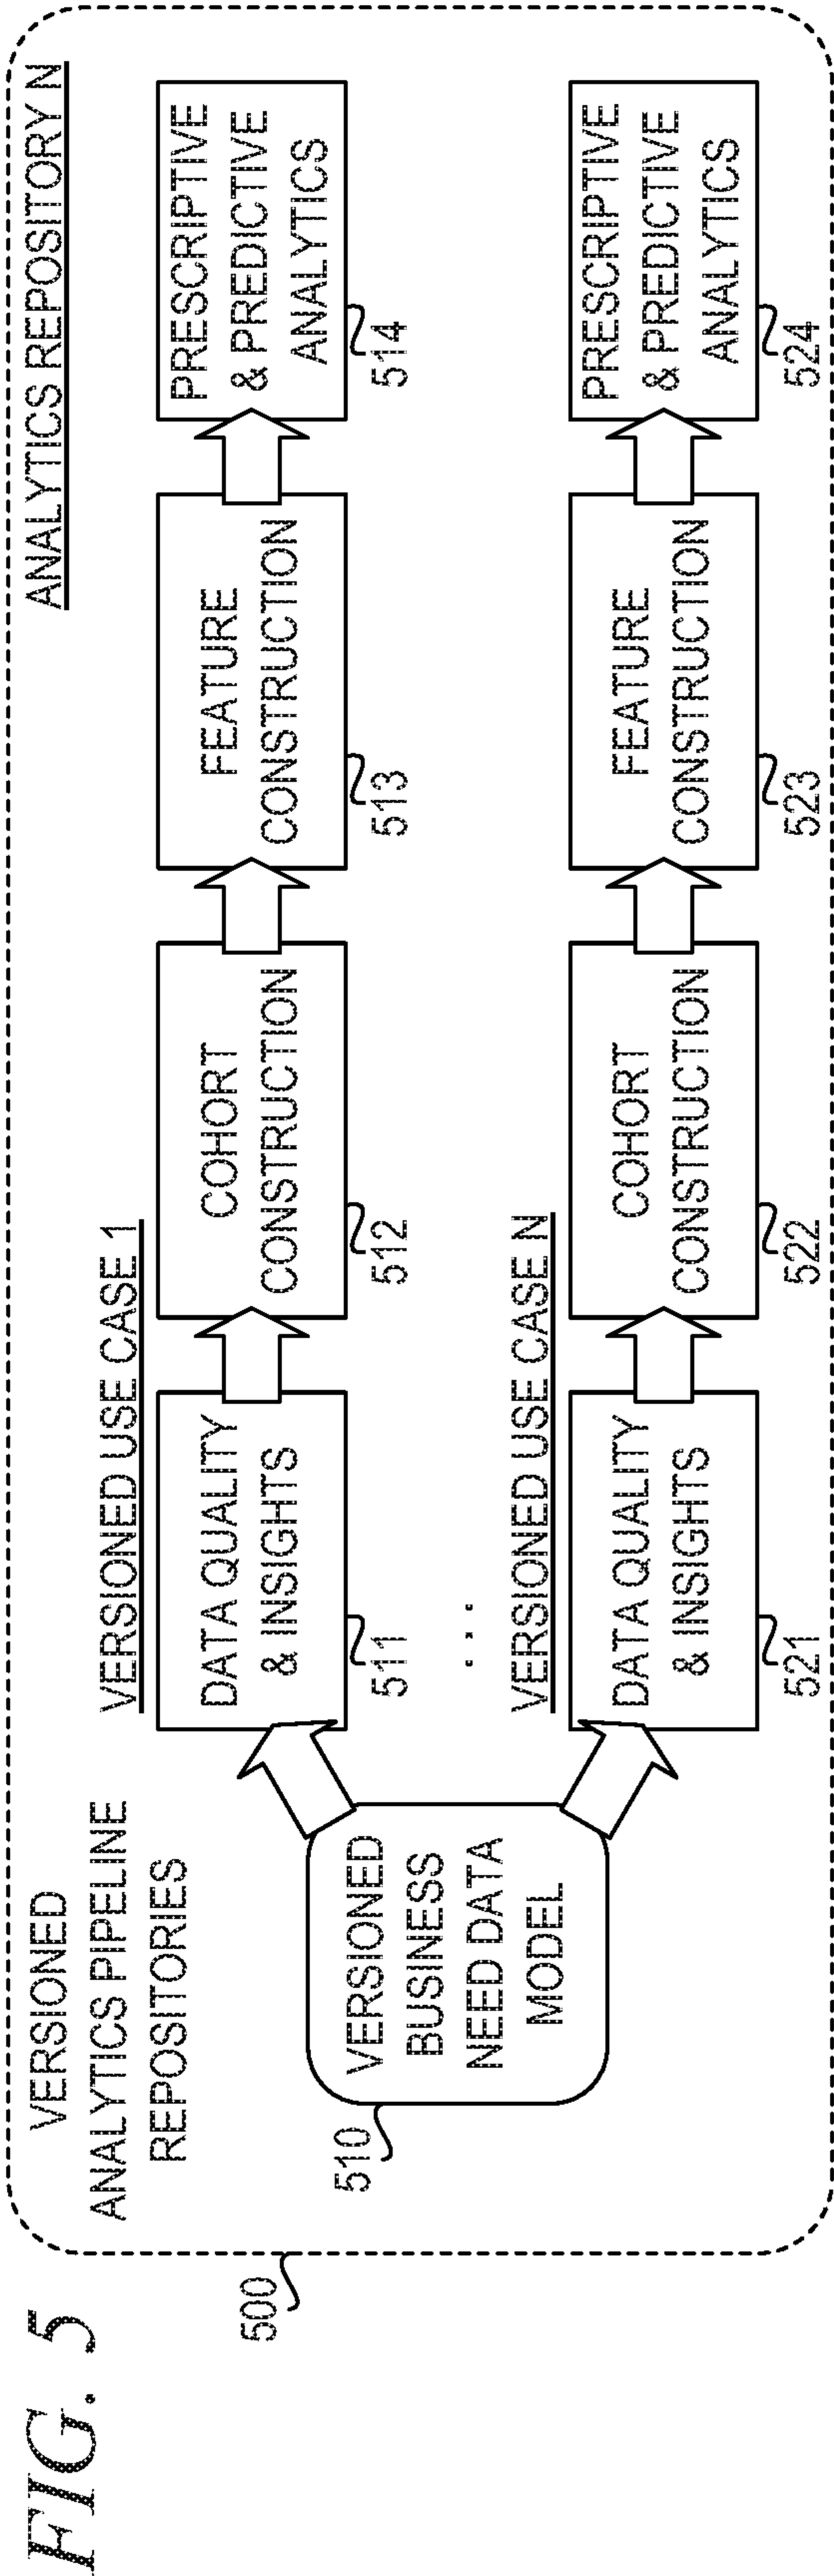 FIG. 5
500
VERSIONED
ANALYTICS PIPELINE
REPOSITORIES
ANALYTICS REPOSITORY N
510
VERSIONED
BUSINESS
NEED DATA
MODEL
VERSIONED USE CASE 1
DATA QUALITY
& INSIGHTS
511
COHORT
CONSTRUCTION
512
FEATURE
CONSTRUCTION
513
PRESCRIPTIVE
& PREDICTIVE
ANALYTICS
514
...
VERSIONED USE CASE N
DATA QUALITY
& INSIGHTS
521
COHORT
CONSTRUCTION
522
FEATURE
CONSTRUCTION
523
PRESCRIPTIVE
& PREDICTIVE
ANALYTICS
524